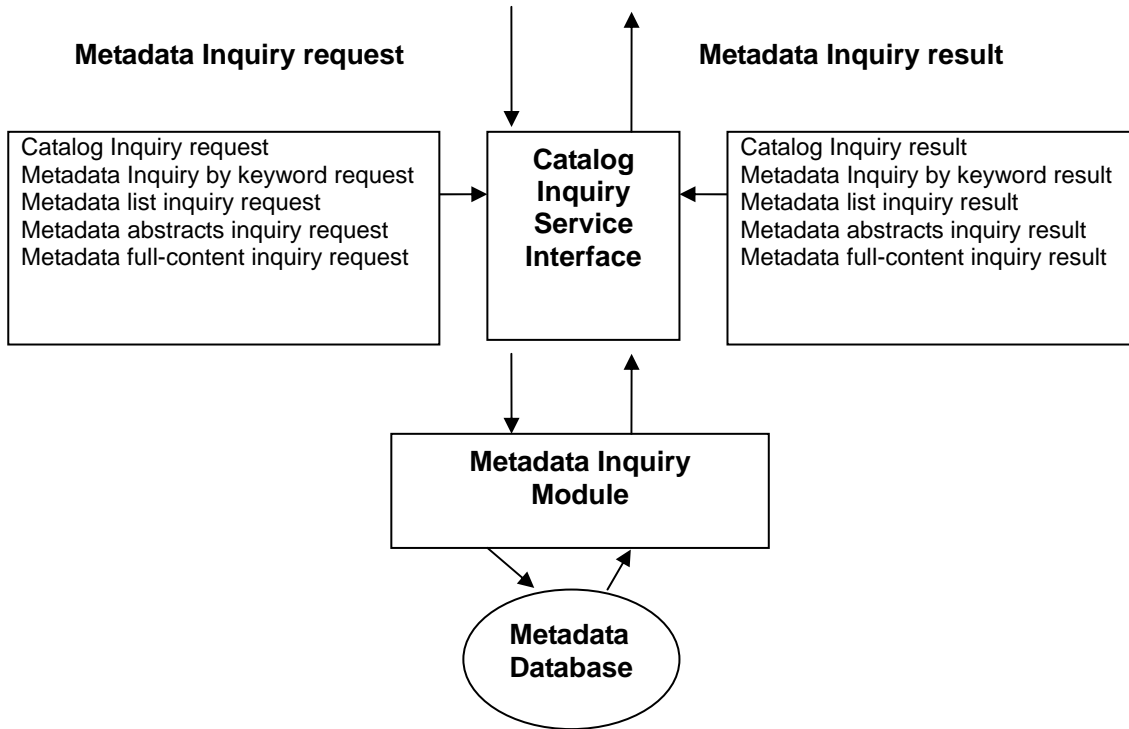 Metadata Inquiry request
Metadata Inquiry result
Catalog Inquiry request
Metadata Inquiry by keyword request
Metadata list inquiry request
Metadata abstracts inquiry request
Metadata full-content inquiry request
Catalog
Inquiry
Service
Interface
Catalog Inquiry result
Metadata Inquiry by keyword result
Metadata list inquiry result
Metadata abstracts inquiry result
Metadata full-content inquiry result
Metadata Inquiry
Module
Metadata
Database